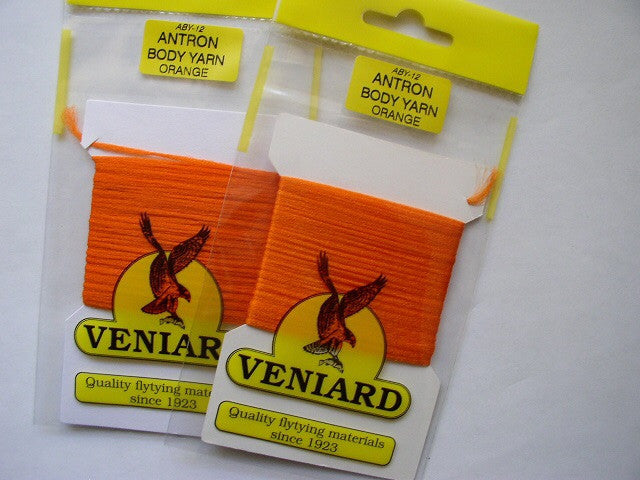 ABY-12
ANTRON
BODY YARN
ORANGE
VENIARD
Quality flytying materials
since 1923
ABY-12
ANTRON
BODY YARN
ORANGE
VENIARD
Quality flytying materials
since 1923